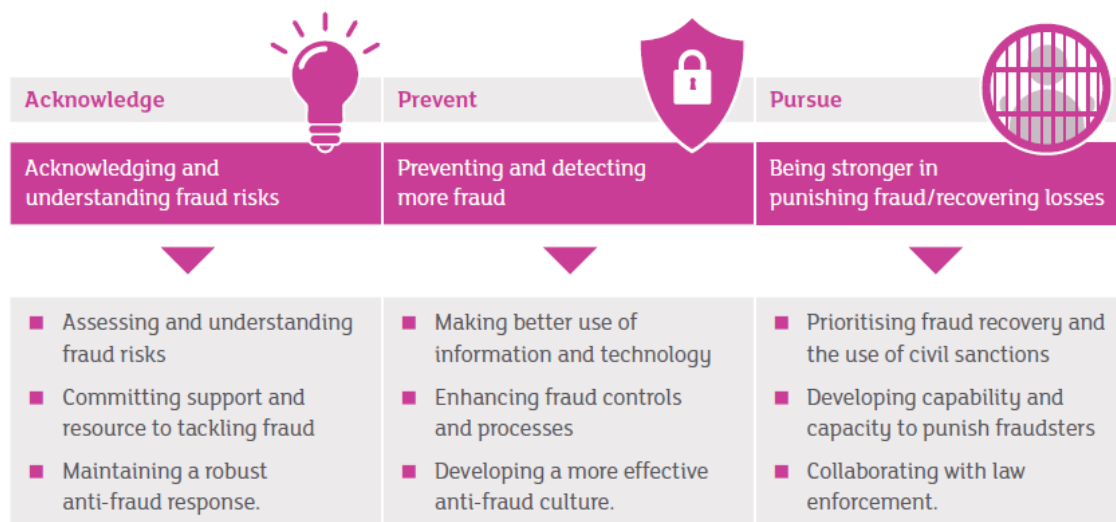 Acknowledge
Acknowledging and
understanding fraud risks
Assessing and understanding
fraud risks
Committing support and
resource to tackling fraud
Maintaining a robust
anti-fraud response.
Prevent
Preventing and detecting
more fraud
Making better use of
information and technology
Enhancing fraud controls
and processes
Developing a more effective
anti-fraud culture.
Pursue
Being stronger in
punishing fraud/recovering losses
Prioritising fraud recovery and
the use of civil sanctions
Developing capability and
capacity to punish fraudsters
Collaborating with law
enforcement.